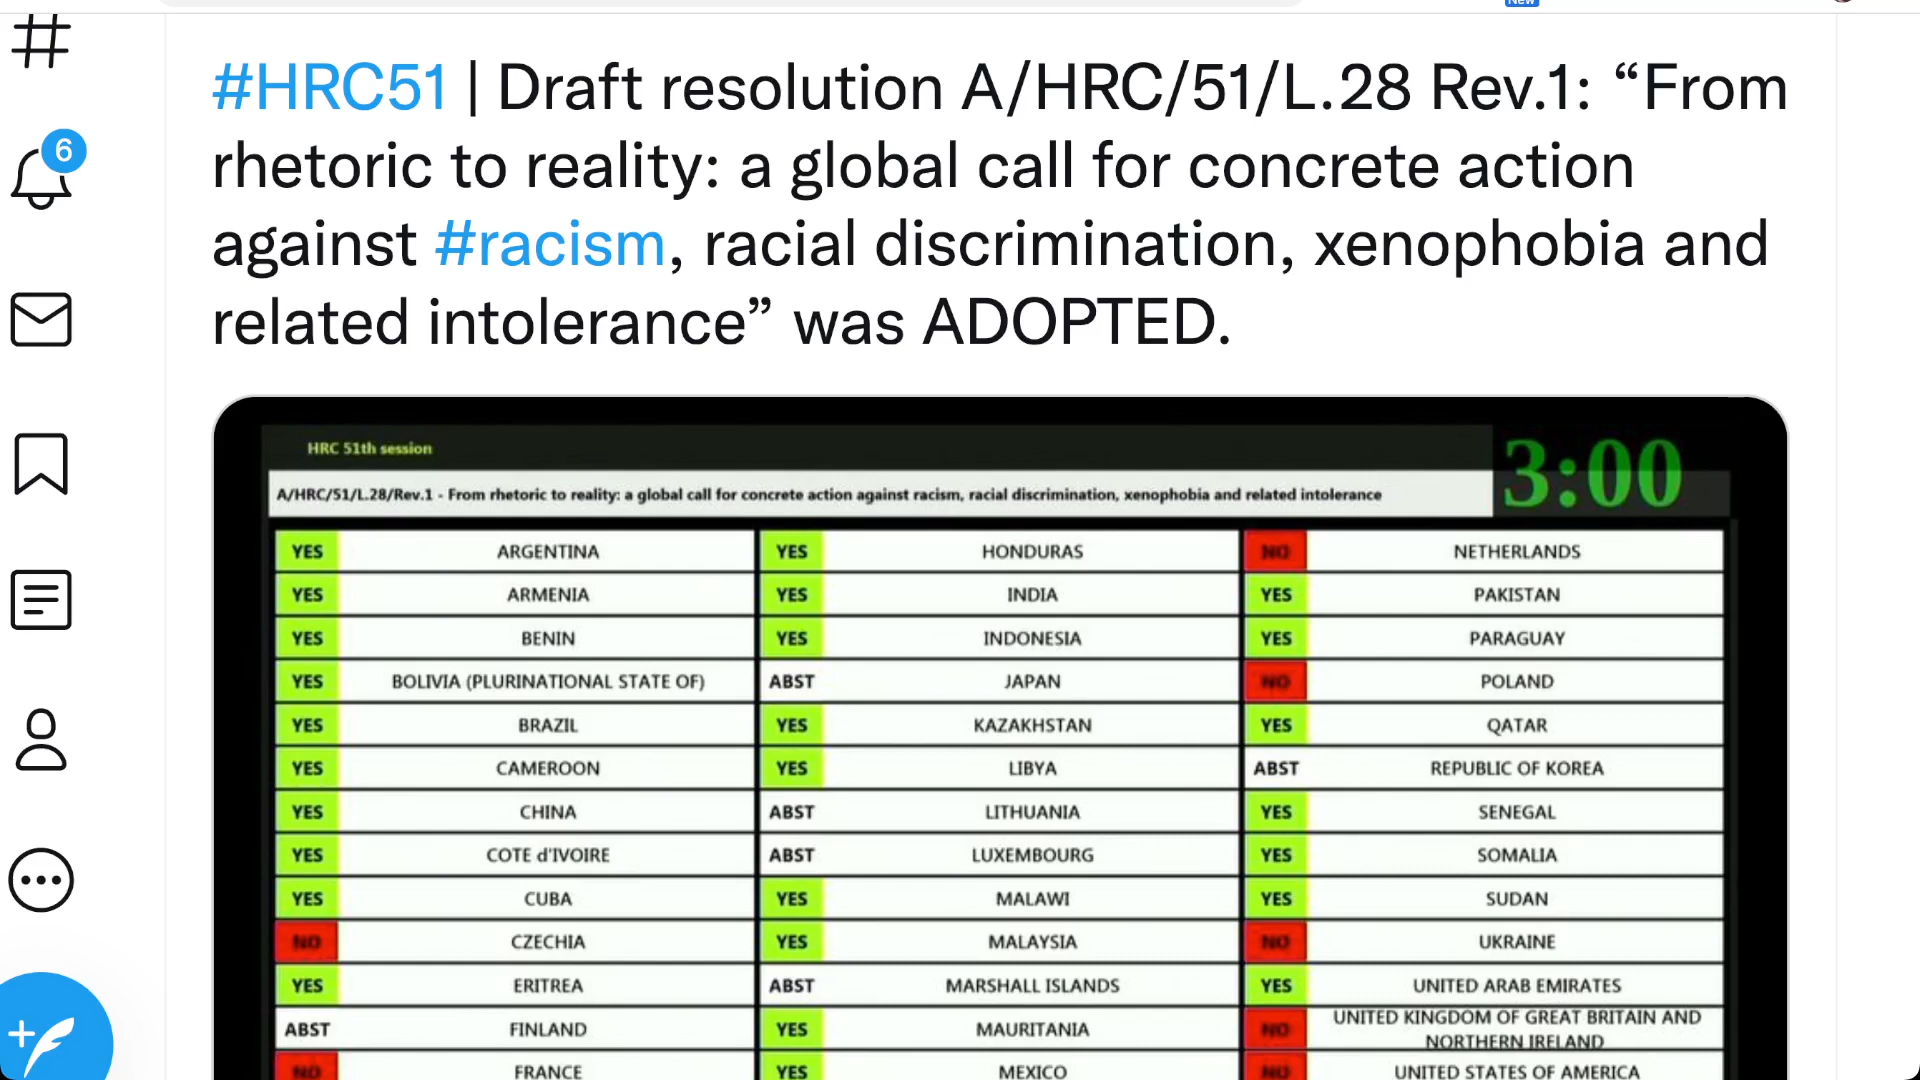 New
#HRC51 | Draft resolution A/HRC/51/L.28 Rev.1: “From
rhetoric to reality: a global call for concrete action
against #racism, racial discrimination, xenophobia and
related intolerance” was ADOPTED.
6
HRC 51th session
3:00
A/HRC/51/L.28/Rev.1 - From rhetoric to reality: a global call for concrete action against racism, racial discrimination, xenophobia and related intolerance
YES ARGENTINA YES HONDURAS NO NETHERLANDS
YES ARMENIA YES INDIA YES PAKISTAN
YES BENIN YES INDONESIA YES PARAGUAY
YES BOLIVIA (PLURINATIONAL STATE OF) ABST JAPAN NO POLAND
YES BRAZIL YES KAZAKHSTAN YES QATAR
YES CAMEROON YES LIBYA ABST REPUBLIC OF KOREA
YES CHINA ABST LITHUANIA YES SENEGAL
YES COTE d'IVOIRE ABST LUXEMBOURG YES SOMALIA
YES CUBA YES MALAWI YES SUDAN
NO CZECHIA YES MALAYSIA NO UKRAINE
YES ERITREA ABST MARSHALL ISLANDS YES UNITED ARAB EMIRATES
ABST FINLAND YES MAURITANIA NO UNITED KINGDOM OF GREAT BRITAIN AND
NORTHERN IRELAND
NO FRANCE YES MEXICO NO UNITED STATES OF AMERICA